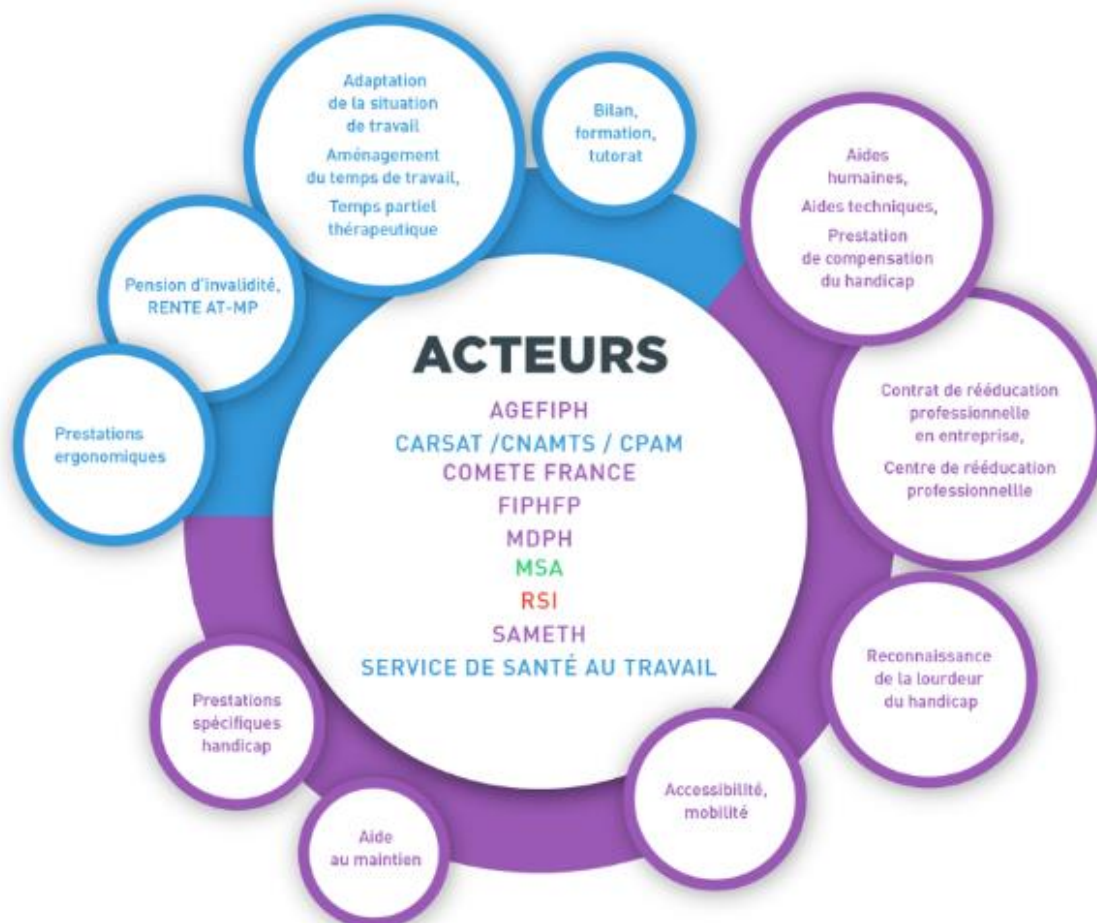 Adaptation
de la situation
de travail
Aménagement
du temps de travail,
Temps partiel
thérapeutique
Bilan,
formation,
tutorat
Aides
humaines,
Aides techniques,
Prestation
de compensation
du handicap
Pension d'invalidité,
RENTE AT-MP
Prestations
ergonomiques
ACTEURS
AGEFIPH
CARSAT /CNAMTS / CPAM
COMETE FRANCE
FIPHFP
MDPH
MSA
RSI
SAMETH
SERVICE DE SANTÉ AU TRAVAIL
Contrat de rééducation
professionnelle
en entreprise,
Centre de rééducation
professionnellle
Reconnaissance
de la lourdeur
du handicap
Prestations
spécifiques
handicap
Accessibilité,
mobilité
Aide
au maintien